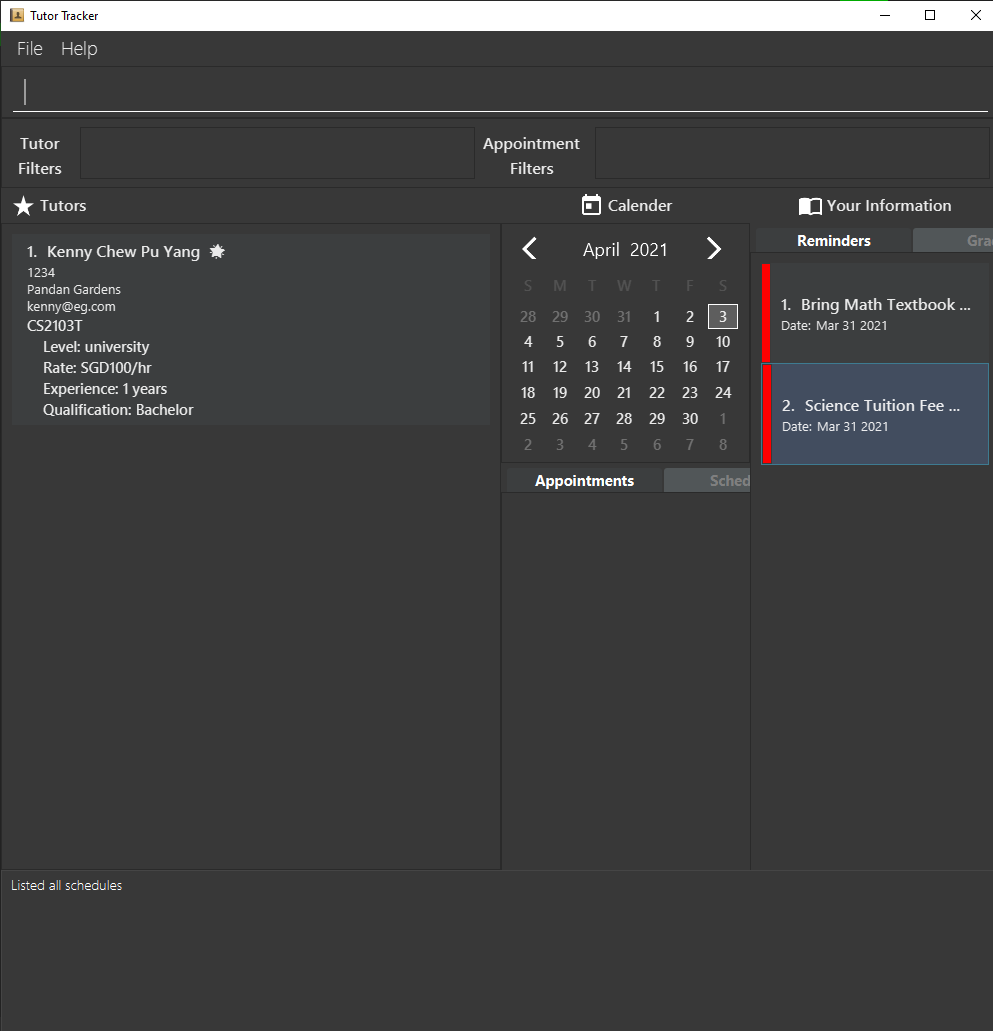 Tutor Tracker
File Help
Tutor Filters
Appointment Filters
Tutors
Calender
Your Information
1. Kenny Chew Pu Yang
1234
Pandan Gardens
kenny@eg.com
CS2103T
Level: university
Rate: SGD100/hr
Experience: 1 years
Qualification: Bachelor
April 2021
S M T W T F S
28 29 30 31 1 2 3
4 5 6 7 8 9 10
11 12 13 14 15 16 17
18 19 20 21 22 23 24
25 26 27 28 29 30 1
2 3 4 5 6 7 8
Appointments Sched
Reminders Gra
1. Bring Math Textbook ...
Date: Mar 31 2021
2. Science Tuition Fee ...
Date: Mar 31 2021
Listed all schedules